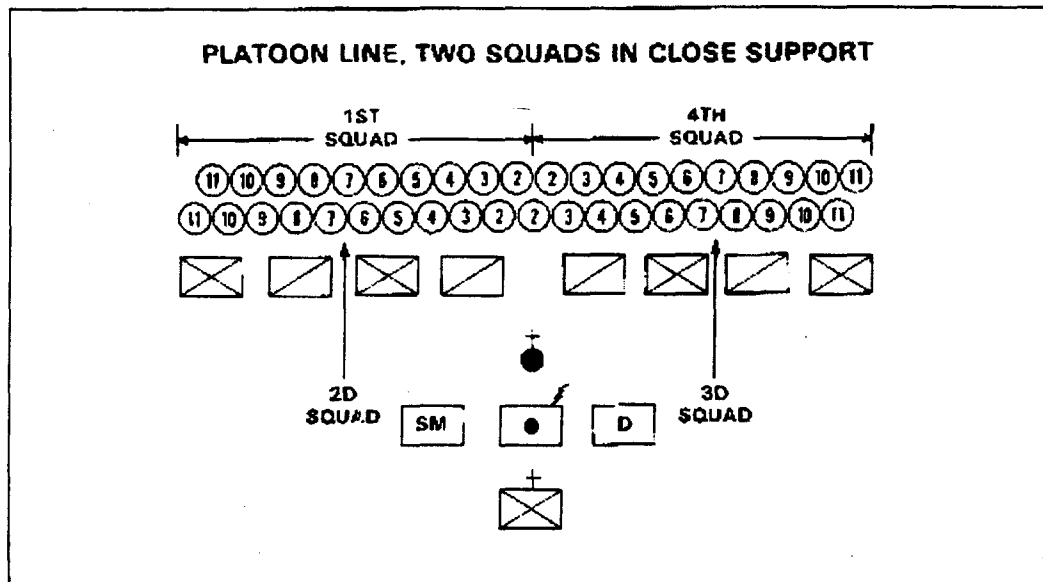 PLATOON LINE, TWO SQUADS IN CLOSE SUPPORT
1ST
SQUAD
4TH
SQUAD
11 10 9 8 7 6 5 4 3 2 2 3 4 5 6 7 8 9 10 11
11 10 9 8 7 6 5 4 3 2 2 3 4 5 6 7 8 9 10 11
2D
SQUAD
3D
SQUAD
SM
D